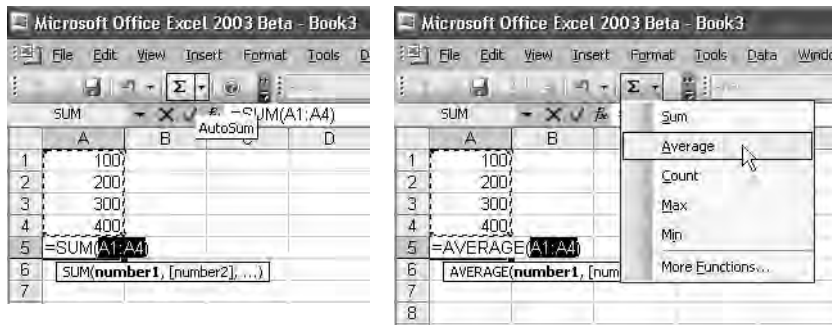 Microsoft Office Excel 2003 Beta - Book3
File Edit View Insert Format Tools D
Σ
SUM =SUM(A1:A4)
AutoSum
A B D
1 100
2 200
3 300
4 400
5 =SUM(A1:A4)
6 SUM(number1, [number2], ...)
7
Microsoft Office Excel 2003 Beta - Book3
File Edit View Insert Format Tools Data Windo
Σ
SUM fx
A B
1 100
2 200
3 300
4 400
5 =AVERAGE(A1:A4)
6 AVERAGE(number1, [num
7
8
Sum
Average
Count
Max
Min
More Functions...